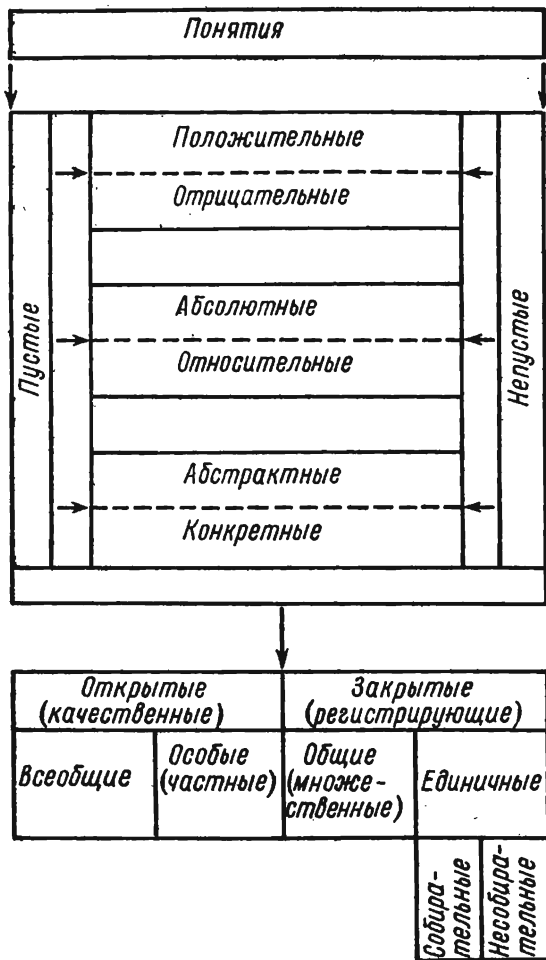 Понятия
Положительные
Отрицательные
Абсолютные
Относительные
Абстрактные
Конкретные
Пустые
Непустые
Открытые
(качественные)
Закрытые
(регистрирующие)
Всеобщие
Особые
(частные)
Общие
(множе-
ственные)
Единичные
Собира-
тельные
Несобира-
тельные